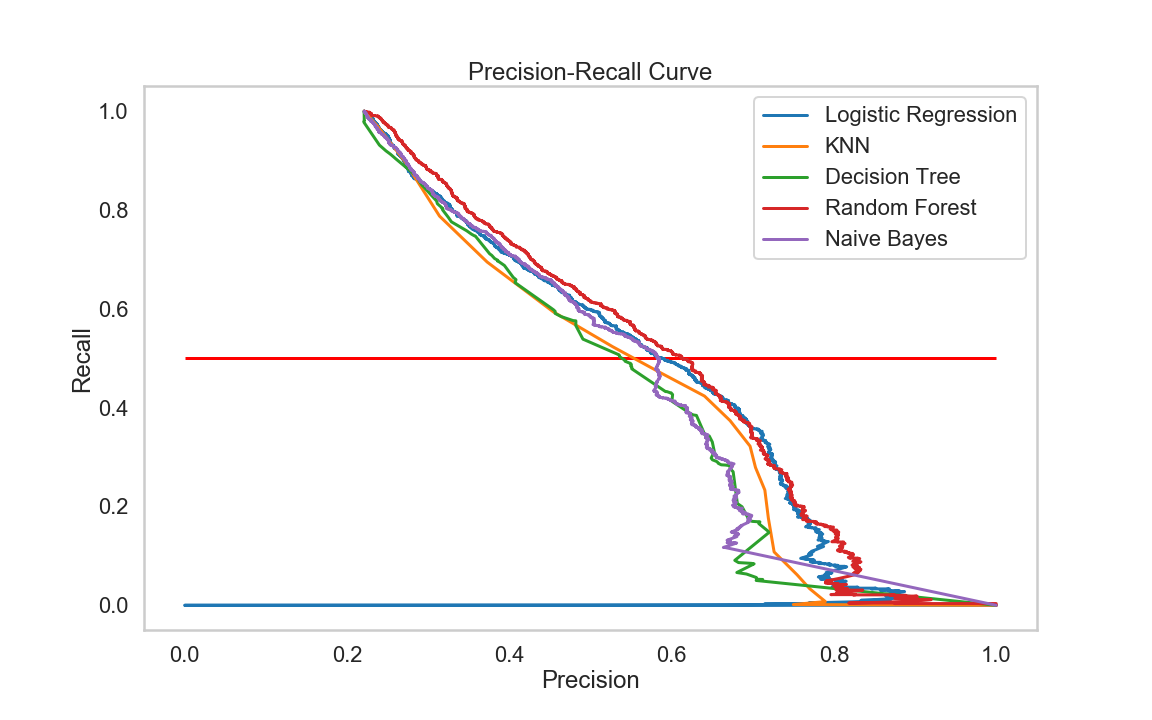 Precision-Recall Curve
1.0
0.8
0.6
0.4
0.2
0.0
Recall
Logistic Regression
KNN
Decision Tree
Random Forest
Naive Bayes
0.0 0.2 0.4 0.6 0.8 1.0
Precision